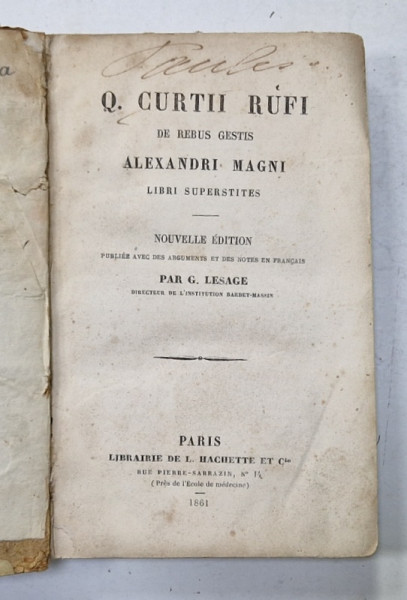 a
Q. CURTII RUFI
DE REBUS GESTIS
ALEXANDRI MAGNI
LIBRI SUPERSTITES
NOUVELLE ÉDITION
PUBLIÉE AVEC DES ARGUMENTS ET DES NOTES EN FRANÇAIS
PAR G. LESAGE
DIRECTEUR DE L'INSTITUTION BARBET-MASSIN
PARIS
LIBRAIRIE DE L. HACHETTE ET Cie
RUE PIERRE-SARRAZIN, N°
(Près de l'École de médecine)
1861